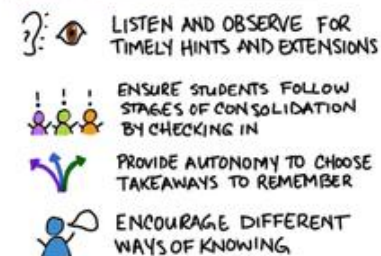 LISTEN AND OBSERVE FOR
TIMELY HINTS AND EXTENSIONS
ENSURE STUDENTS FOLLOW
STAGES OF CONSOLIDATION
BY CHECKING IN
PROVIDE AUTONOMY TO CHOOSE
TAKEAWAYS TO REMEMBER
ENCOURAGE DIFFERENT
WAYS OF KNOWING